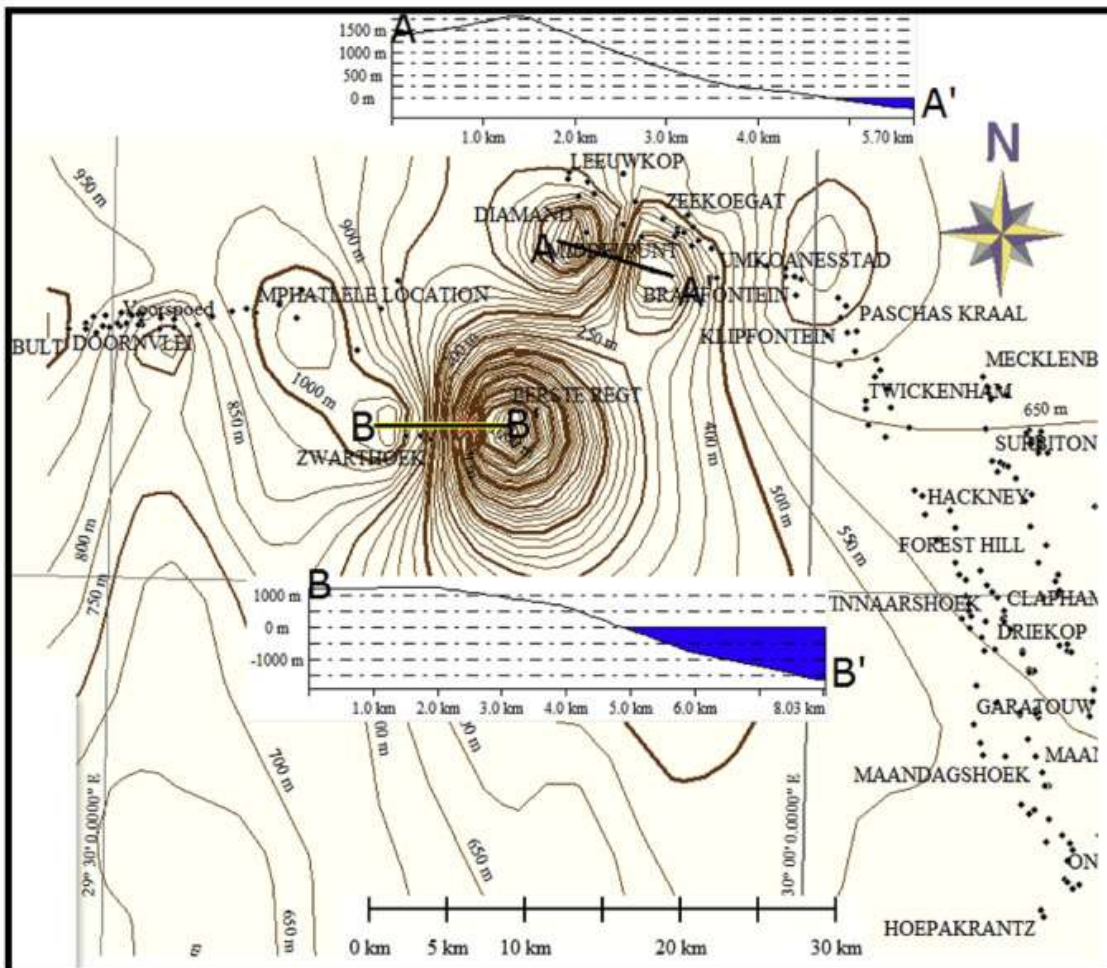 A
1500 m
1000 m
500 m
0 m
A'
1.0 km 2.0 km 3.0 km 4.0 km 5.70 km
N
950 m
LEEUWKOP
900 m
ZEEKOEGAT
DIAMAND
A
MIDDELPUNT
UMKOANESSTAD
MPHATLELE LOCATION
A'
BRAKFONTEIN
Voorspoed
PASCHAS KRAAL
250 m
KLIPFONTEIN
BULT
DOORNVLEI
200 m
MECKLENB
1000 m
EERSTE REGT
TWICKENHAM
850 m
650 m
B
B'
400 m
ZWARTHOEK
SURBITON
500 m
HACKNEY
800 m
550 m
FOREST HILL
750 m
B
1000 m
0 m
-1000 m
B'
1.0 km 2.0 km 3.0 km 4.0 km 5.0 km 6.0 km 8.03 km
INNAARSHOEK
CLAPHAM
DRIEKOP
GARATOUW
700 m
MAAN
MAANDAGSHOEK
29° 30' 0.0000" E
30° 00' 0.0000" E
650 m
ON
650 m
m
HOEPAKRANTZ
0 km 5 km 10 km 20 km 30 km